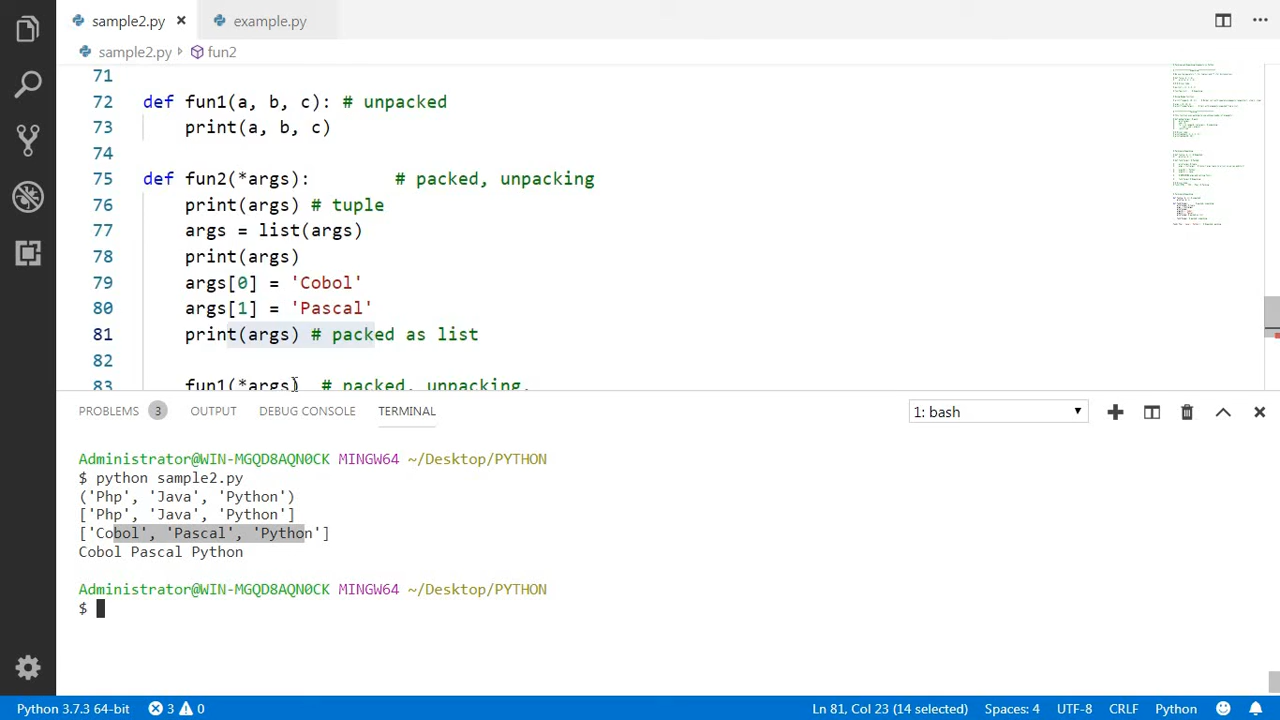 sample2.py × example.py ...
sample2.py > fun2
71
72 def fun1(a, b, c): # unpacked
73 print(a, b, c)
74
75 def fun2(*args): # packed, unpacking
76 print(args) # tuple
77 args = list(args)
78 print(args)
79 args[0] = 'Cobol'
80 args[1] = 'Pascal'
81 print(args) # packed as list
82
83 fun1(*args) # packed, unpacking.
PROBLEMS 3 OUTPUT DEBUG CONSOLE TERMINAL 1: bash
Administrator@WIN-MGQD8AQN0CK MINGW64 ~/Desktop/PYTHON
$ python sample2.py
('Php', 'Java', 'Python')
['Php', 'Java', 'Python']
['Cobol', 'Pascal', 'Python']
Cobol Pascal Python
Administrator@WIN-MGQD8AQN0CK MINGW64 ~/Desktop/PYTHON
$
Python 3.7.3 64-bit 3 0 Ln 81, Col 23 (14 selected) Spaces: 4 UTF-8 CRLF Python